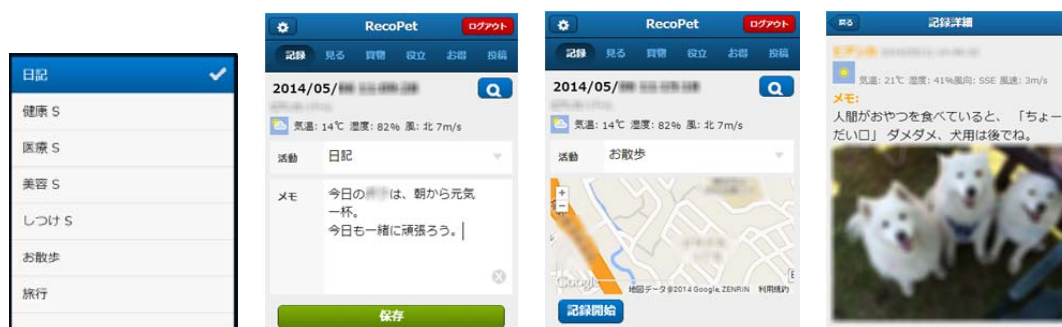 日記
健康 S
医療 S
美容 S
しつけ S
お散歩
旅行
RecoPet
ログアウト
記録 見る 買物 役立 お得 投稿
2014/05/
気温: 14℃ 湿度: 82% 風: 北 7m/s
活動 日記
メモ 今日の は、朝から元気
一杯。
今日も一緒に頑張ろう。
保存
RecoPet
ログアウト
記録 見る 買物 役立 お得 投稿
2014/05/
気温: 14℃ 湿度: 82% 風: 北 7m/s
活動 お散歩
Google
地図データ ©2014 Google, ZENRIN 利用規約
記録開始
戻る 記録詳細
気温: 21℃ 湿度: 41%風向: SSE 風速: 3m/s
メモ:
人間がおやつを食べていると、「ちょー
だい口」 ダメダメ、犬用は後でね。